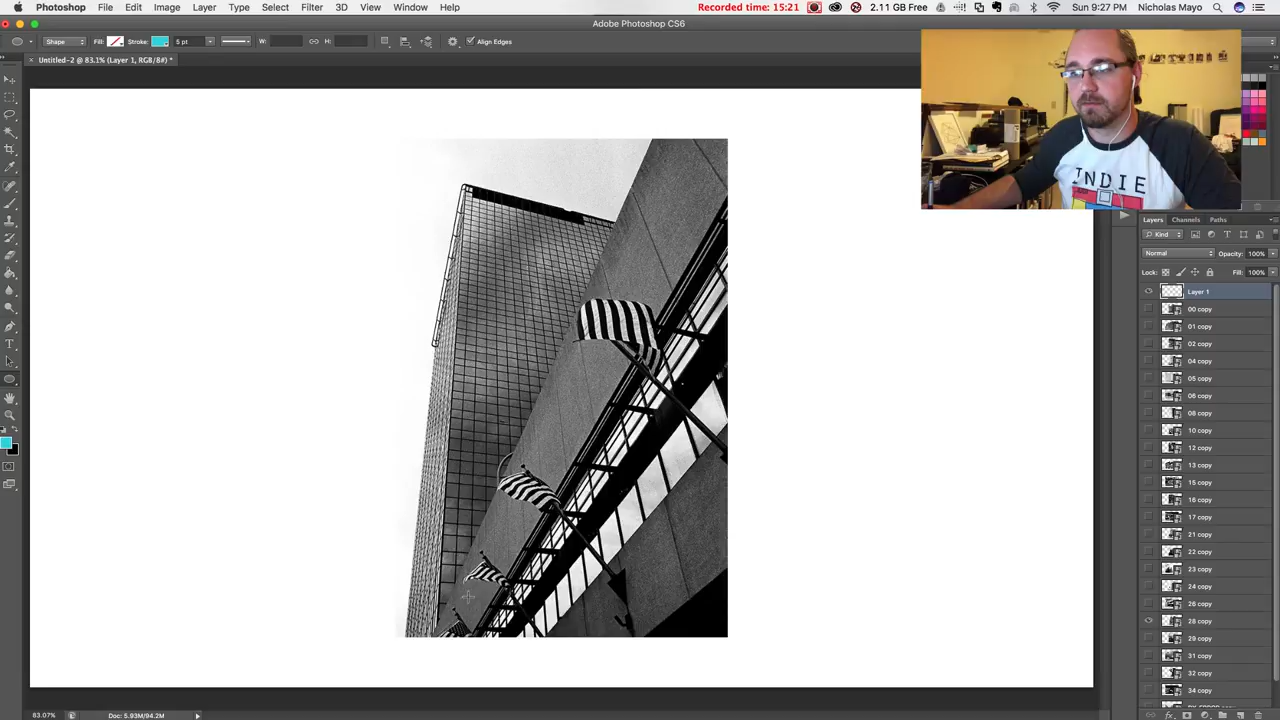 Photoshop File Edit Image Layer Type Select Filter 3D View Window Help Recorded time: 15:21 2.11 GB Free Sun 9:27 PM Nicholas Mayo
Adobe Photoshop CS6
Shape Fill: Stroke: 5 pt W: H: Align Edges
Untitled-2 @ 83.1% (Layer 1, RGB/8#) *
INDIE
Layers Channels Paths
Kind
Normal Opacity: 100%
Lock: Fill: 100%
Layer 1
00 copy
01 copy
02 copy
04 copy
05 copy
06 copy
08 copy
10 copy
12 copy
13 copy
15 copy
16 copy
17 copy
21 copy
22 copy
23 copy
24 copy
26 copy
28 copy
29 copy
31 copy
32 copy
34 copy
83.07% Doc: 5.93M/94.2M